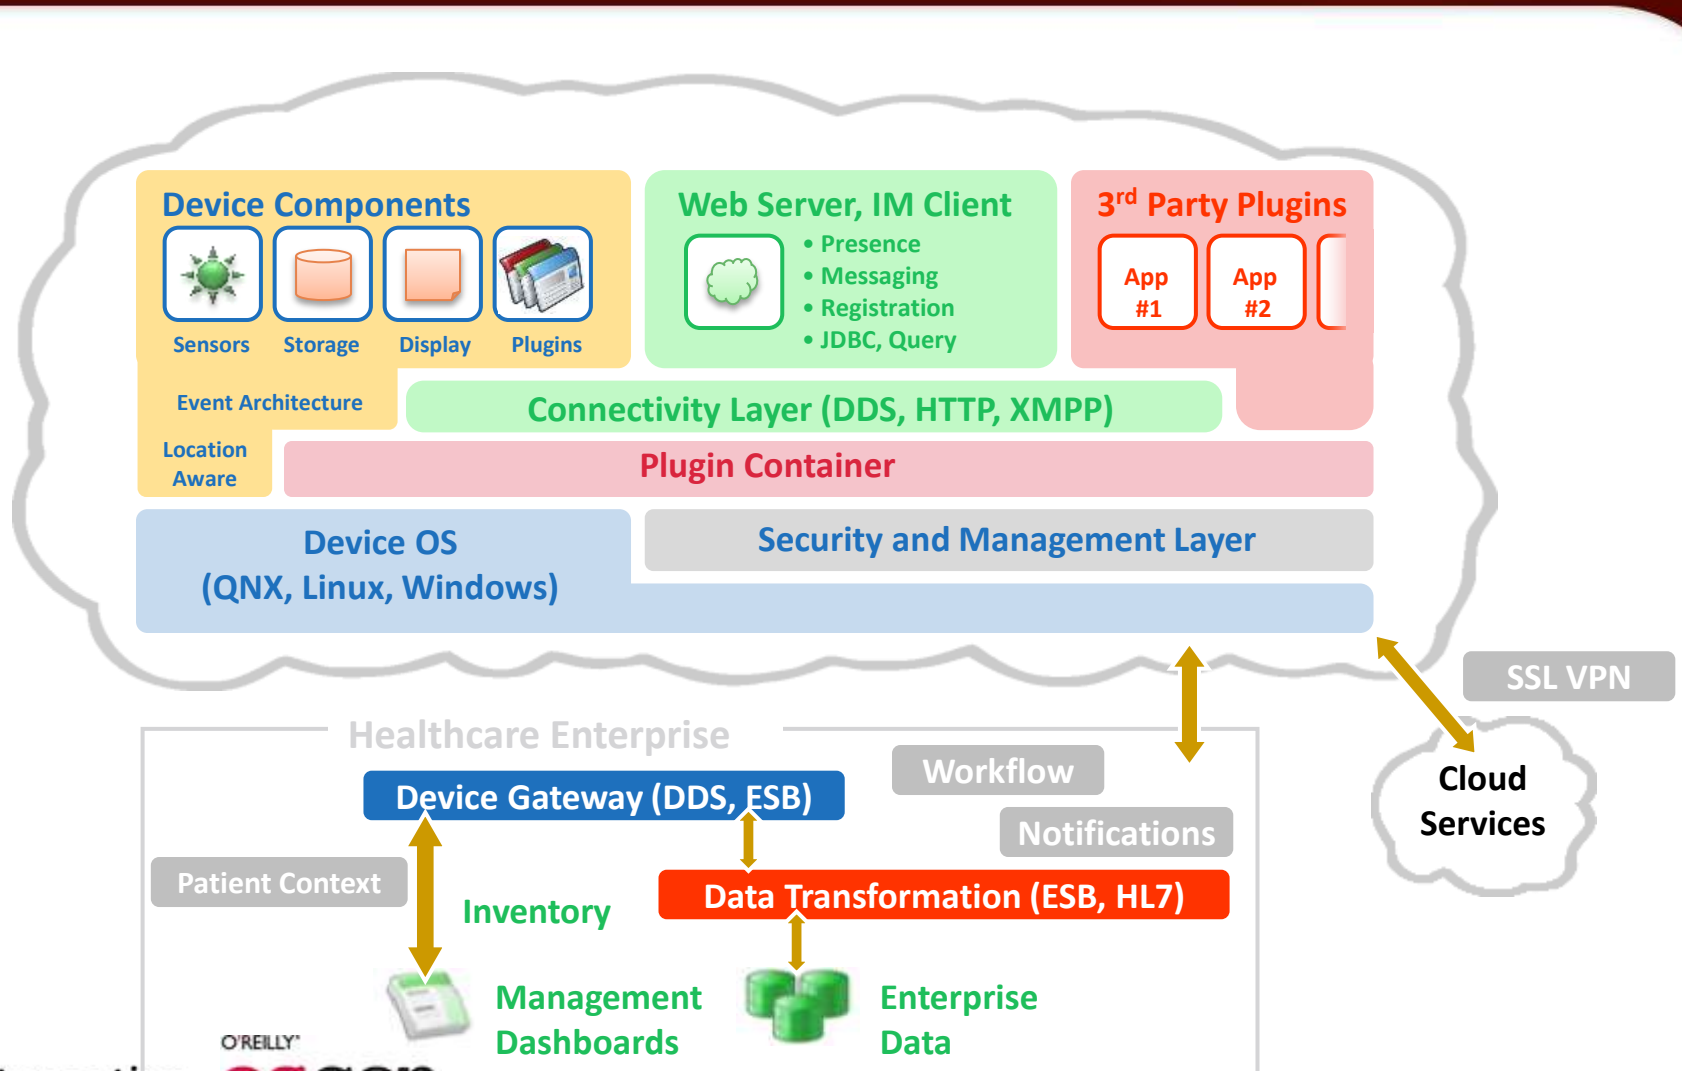 Device Components
Sensors Storage Display Plugins
Event Architecture
Location
Aware
Web Server, IM Client
• Presence
• Messaging
• Registration
• JDBC, Query
3rd Party Plugins
App
#1
App
#2
Connectivity Layer (DDS, HTTP, XMPP)
Plugin Container
Device OS
(QNX, Linux, Windows)
Security and Management Layer
SSL VPN
Cloud
Services
Healthcare Enterprise
Workflow
Device Gateway (DDS, ESB)
Notifications
Patient Context
Data Transformation (ESB, HL7)
Inventory
Management
Dashboards
Enterprise
Data
O'REILLY